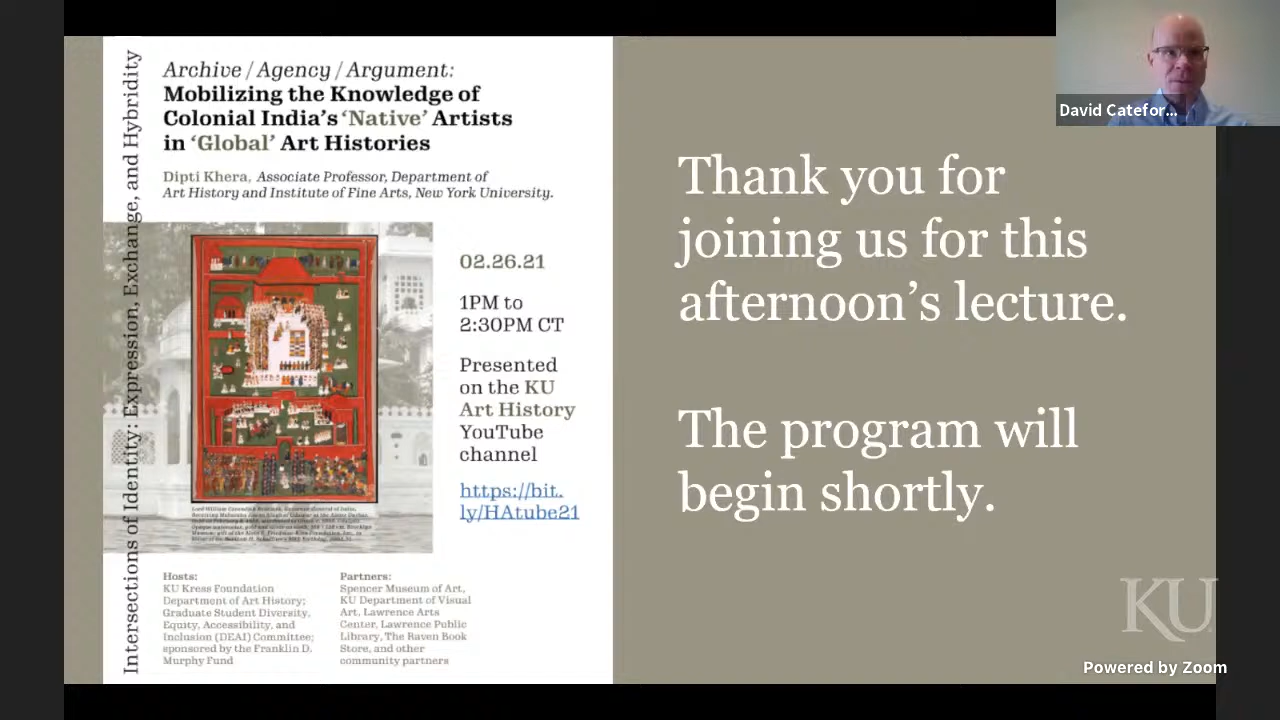 Intersections of Identity: Expression, Exchange, and Hybridity
Archive / Agency / Argument:
Mobilizing the Knowledge of
Colonial India's ‘Native’ Artists
in ‘Global’ Art Histories
Dipti Khera, Associate Professor, Department of
Art History and Institute of Fine Arts, New York University.
02.26.21
1PM to
2:30PM CT
Presented
on the KU
Art History
YouTube
channel
https://bit.
ly/HAtube21
Hosts:
KU Kress Foundation
Department of Art History;
Graduate Student Diversity,
Equity, Accessibility, and
Inclusion (DEAI) Committee;
sponsored by the Franklin D.
Murphy Fund
Partners:
Spencer Museum of Art,
KU Department of Visual
Art, Lawrence Arts
Center, Lawrence Public
Library, The Raven Book
Store, and other
community partners
Thank you for
joining us for this
afternoon’s lecture.
The program will
begin shortly.
David Catefor...
KU
Powered by Zoom